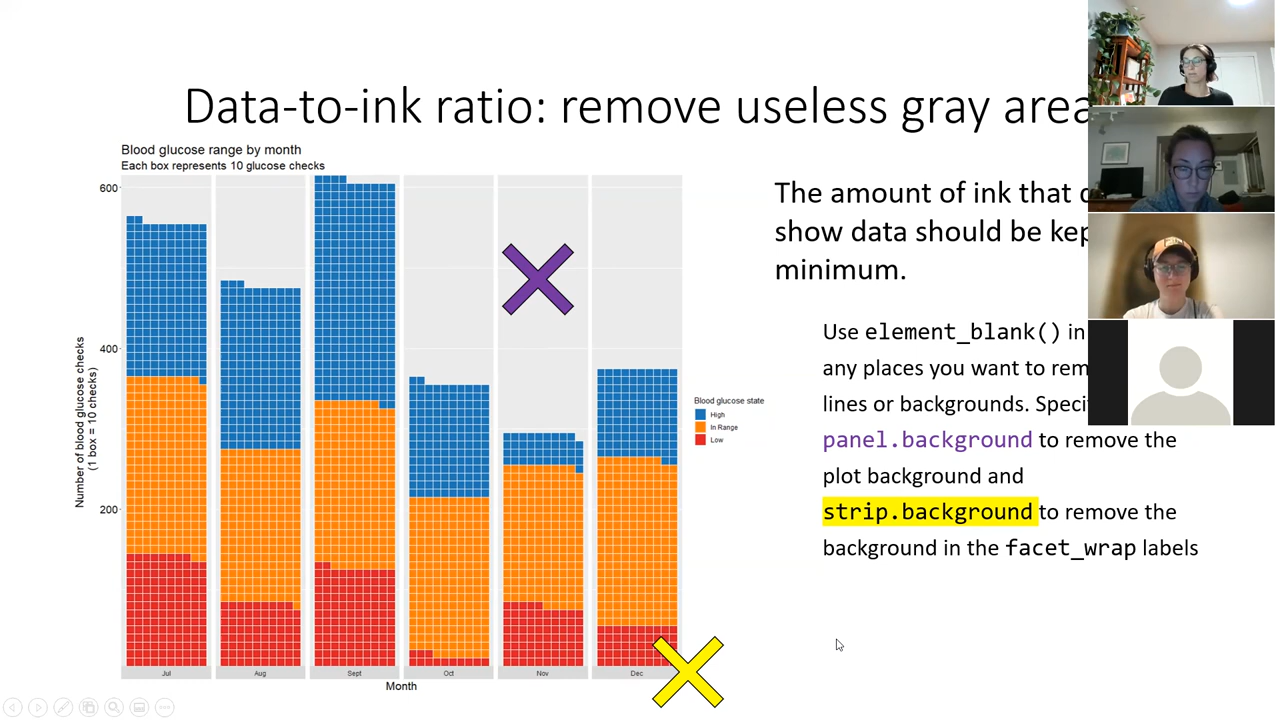 Data-to-ink ratio: remove useless gray area
Blood glucose range by month
Each box represents 10 glucose checks
600
400
200
Number of blood glucose checks
(1 box = 10 checks)
Jul Aug Sept Oct Nov Dec
Month
Blood glucose state
High
In Range
Low
The amount of ink that
show data should be kep
minimum.
Use element_blank() in
any places you want to rem
lines or backgrounds. Speci
panel.background to remove the
plot background and
strip.background to remove the
background in the facet_wrap labels